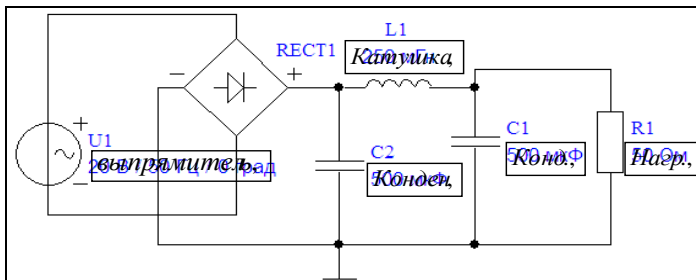 L1
RECT1
Катушка,
−
+
+
U1
выпрямитель,
−
C2
Конден,
C1
Конд.,
R1
Нагр.,